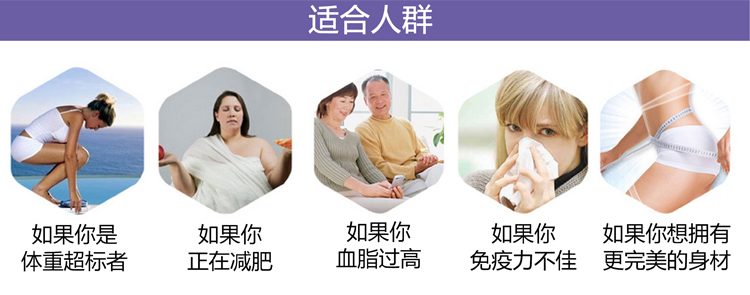 适合人群
如果你是
体重超标者
如果你
正在减肥
如果你
血脂过高
如果你
免疫力不佳
如果你想拥有
更完美的身材